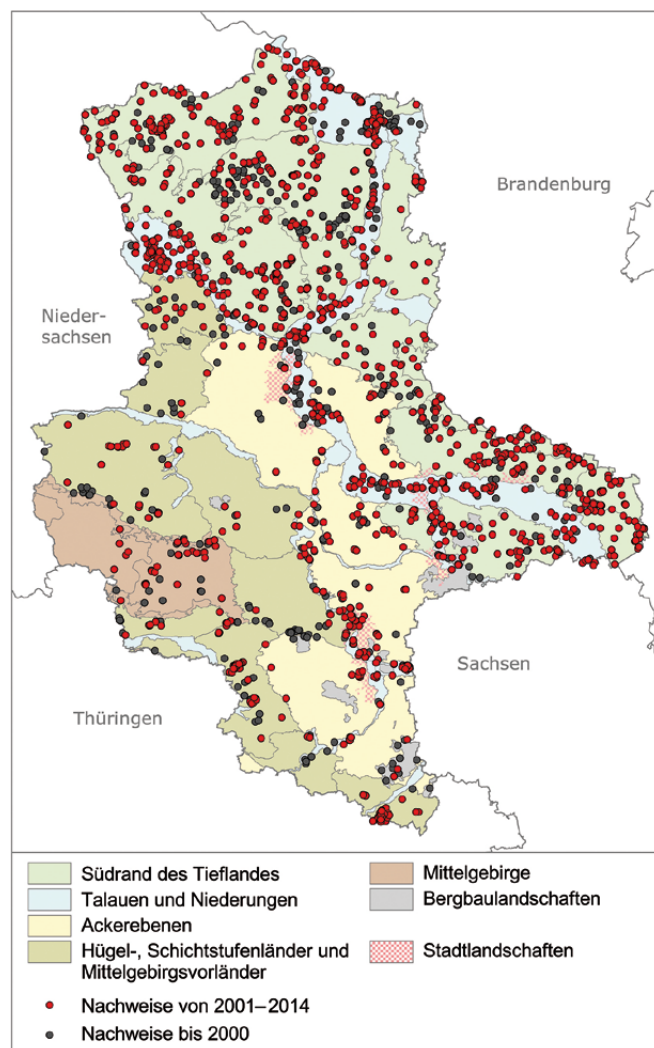 Brandenburg
Nieder-
sachsen
Sachsen
Thüringen
Südrand des Tieflandes
Talauen und Niederungen
Ackerebenen
Hügel-, Schichtstufenländer und
Mittelgebirgsvorländer
Mittelgebirge
Bergbaulandschaften
Stadtlandschaften
Nachweise von 2001–2014
Nachweise bis 2000